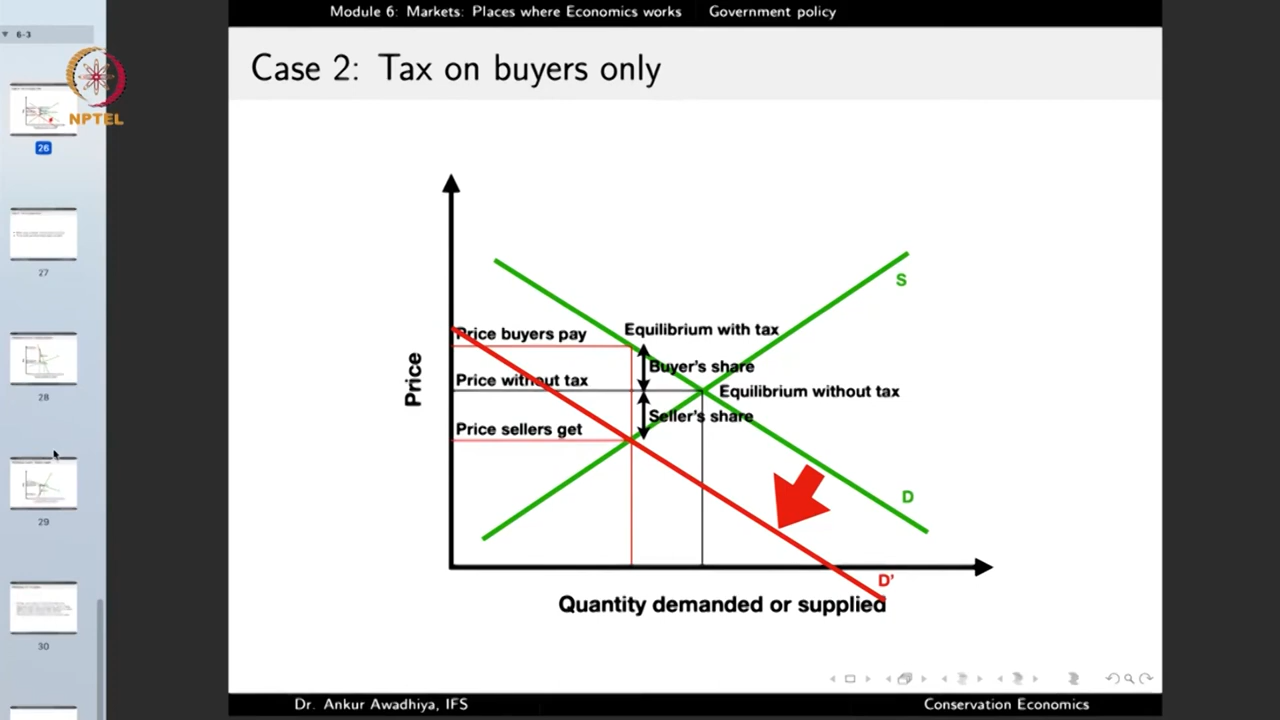 Module 6: Markets: Places where Economics works Government policy
6-3
NPTEL
Case 2: Tax on buyers only
26
27
28
29
30
S
Price buyers pay
Equilibrium with tax
Buyer's share
Price without tax
Equilibrium without tax
Seller's share
Price sellers get
Price
D
D'
Quantity demanded or supplied
Dr. Ankur Awadhiya, IFS Conservation Economics